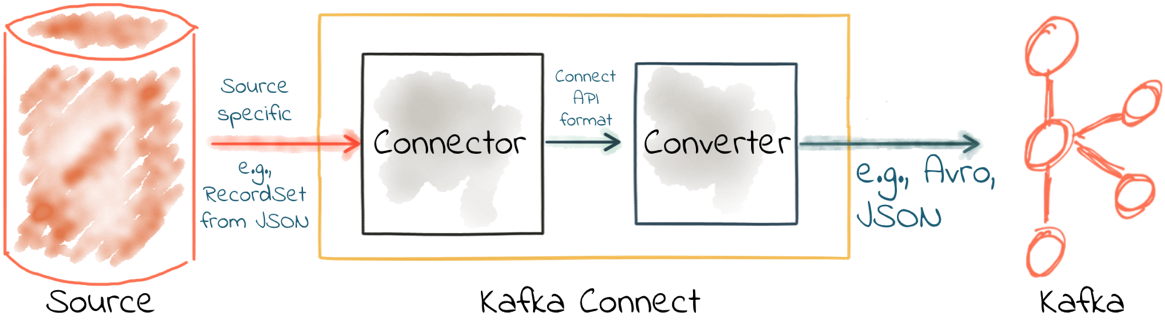 Source
specific
e.g.,
RecordSet
from JSON
Connector
Connect
API
format
Converter
e.g., Avro,
JSON
Source
Kafka Connect
Kafka